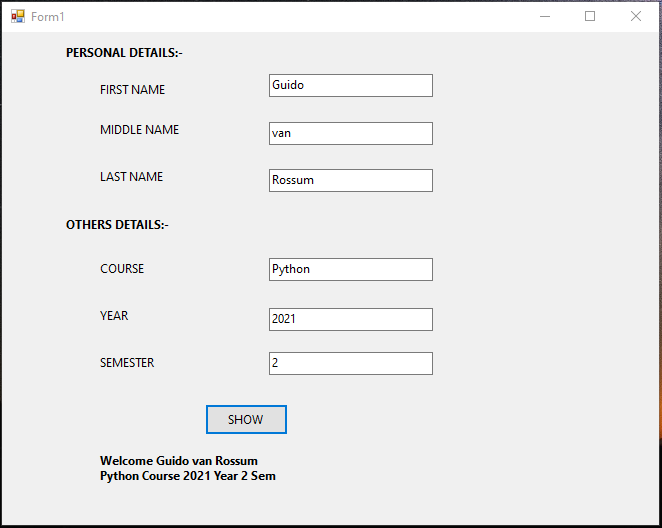 Form1
PERSONAL DETAILS:-
FIRST NAME Guido
MIDDLE NAME van
LAST NAME Rossum
OTHERS DETAILS:-
COURSE Python
YEAR 2021
SEMESTER 2
SHOW
Welcome Guido van Rossum
Python Course 2021 Year 2 Sem